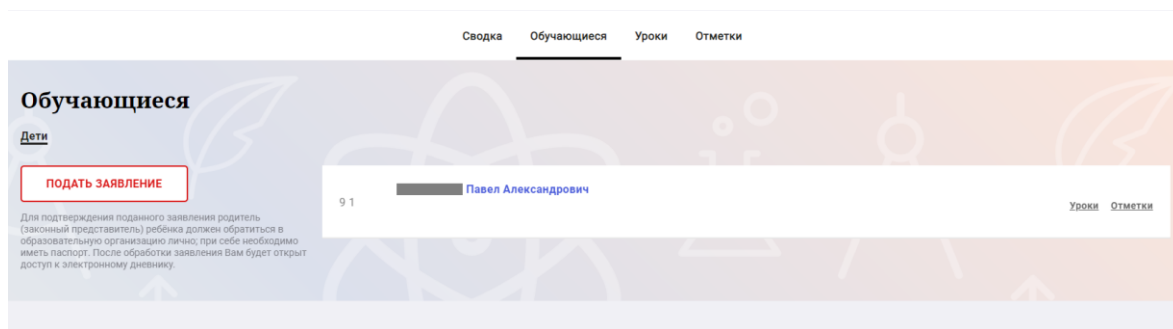 Сводка Обучающиеся Уроки Отметки
Обучающиеся
Дети
ПОДАТЬ ЗАЯВЛЕНИЕ
Для подтверждения поданного заявления родитель
(законный представитель) ребёнка должен обратиться в
образовательную организацию лично; при себе необходимо
иметь паспорт. После обработки заявления Вам будет открыт
доступ к электронному дневнику.
9 1
Павел Александрович
Уроки Отметки